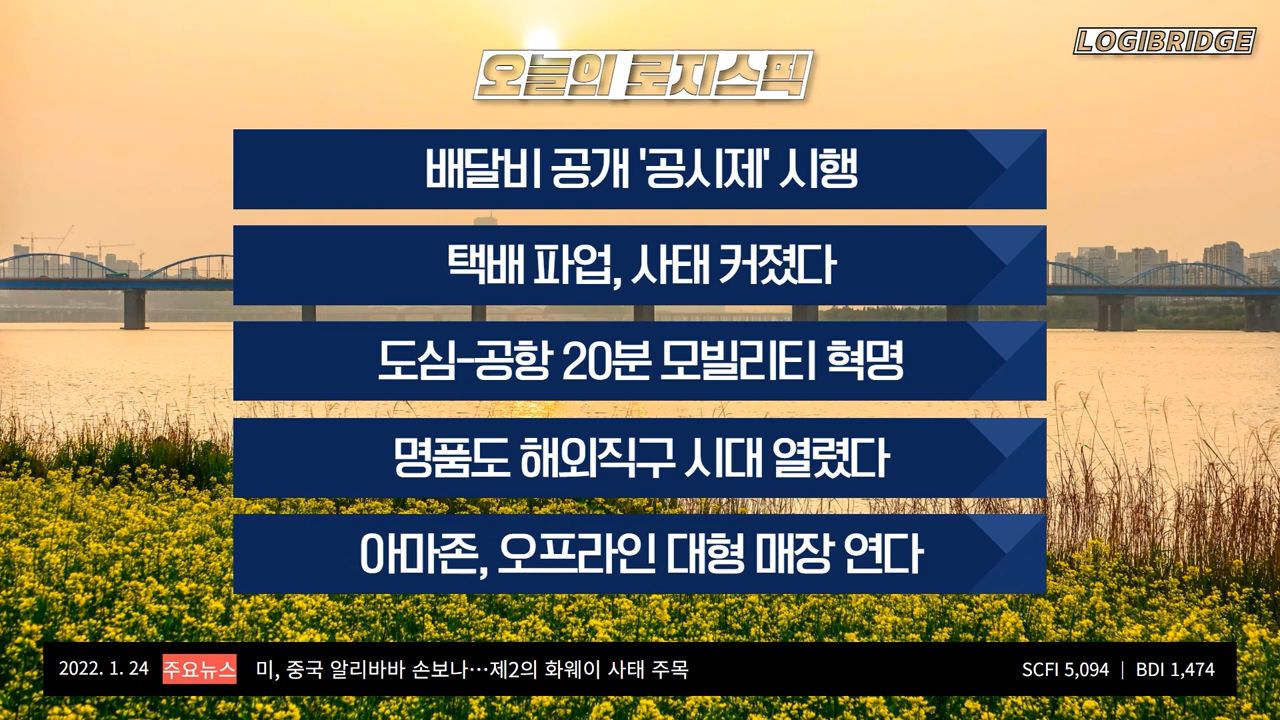 LOGIBRIDGE
오늘의 로지스픽
배달비 공개 '공시제' 시행
택배 파업, 사태 커졌다
도심-공항 20분 모빌리티 혁명
명품도 해외직구 시대 열렸다
아마존, 오프라인 대형 매장 연다
2022. 1. 24 주요뉴스 미, 중국 알리바바 손보나…제2의 화웨이 사태 주목 SCFI 5,094 | BDI 1,474